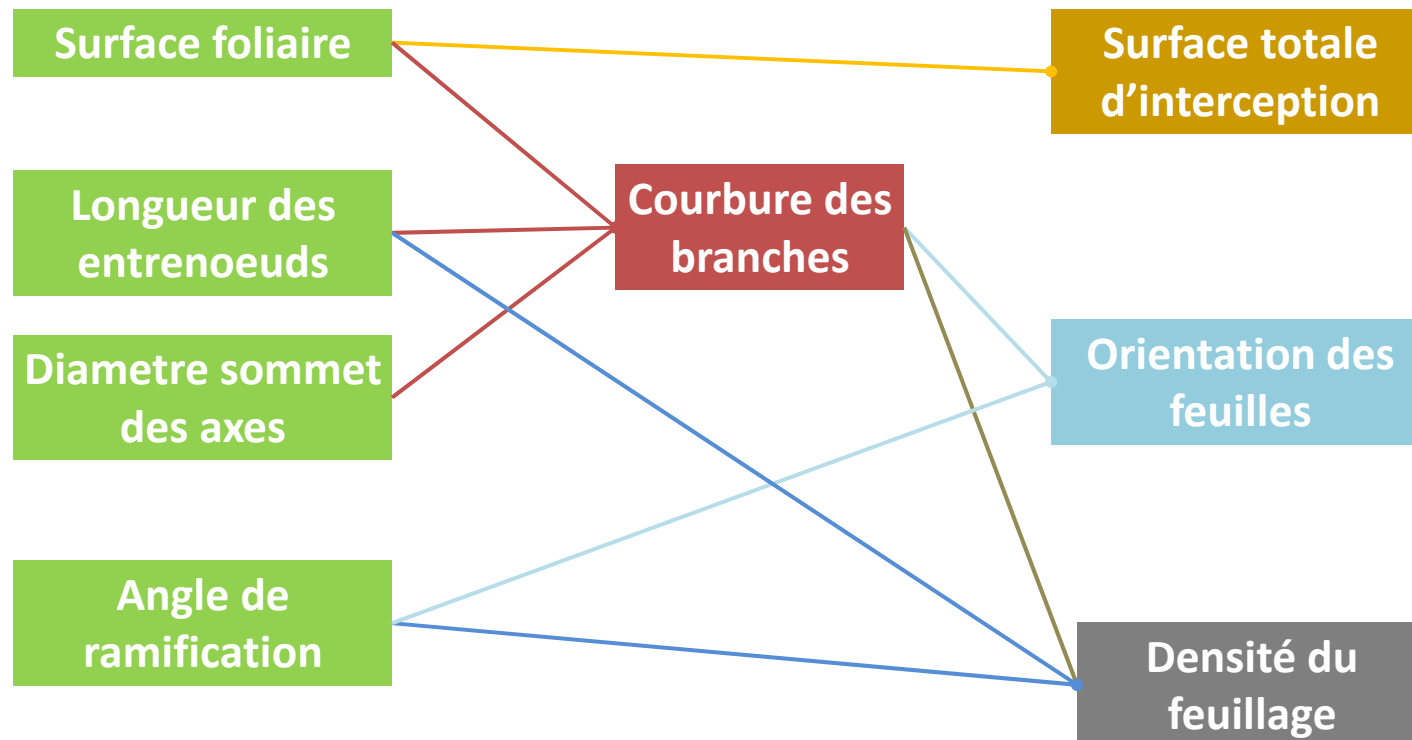 Surface foliaire
Longueur des
entrenoeuds
Diametre sommet
des axes
Angle de
ramification
Courbure des
branches
Surface totale
d’interception
Orientation des
feuilles
Densité du
feuillage